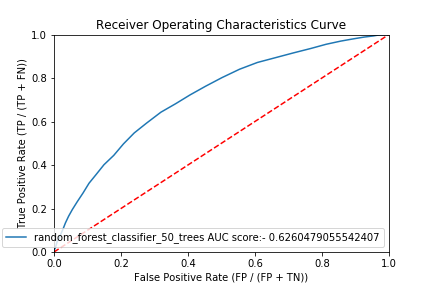 Receiver Operating Characteristics Curve
True Positive Rate (TP / (TP + FN))
1.0
0.8
0.6
0.4
0.2
0.0
random_forest_classifier_50_trees AUC score:- 0.6260479055542407
0.0 0.2 0.4 0.6 0.8 1.0
False Positive Rate (FP / (FP + TN))